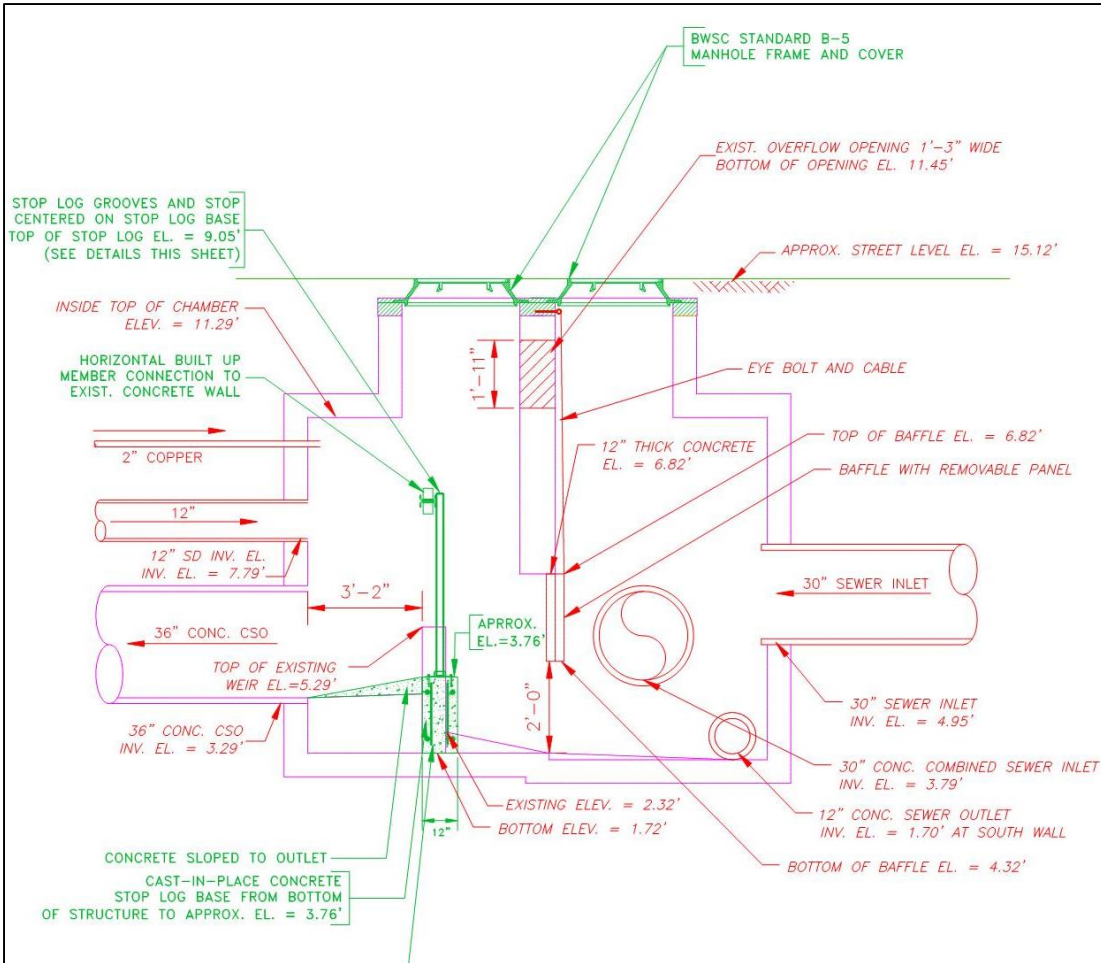 BWSC STANDARD B-5
MANHOLE FRAME AND COVER
EXIST. OVERFLOW OPENING 1'-3" WIDE
BOTTOM OF OPENING EL. 11.45'
STOP LOG GROOVES AND STOP
CENTERED ON STOP LOG BASE
TOP OF STOP LOG EL. = 9.05'
(SEE DETAILS THIS SHEET)
APPROX. STREET LEVEL EL. = 15.12'
INSIDE TOP OF CHAMBER
ELEV. = 11.29'
HORIZONTAL BUILT UP
MEMBER CONNECTION TO
EXIST. CONCRETE WALL
1'-11"
EYE BOLT AND CABLE
2" COPPER
12" THICK CONCRETE
EL. = 6.82'
TOP OF BAFFLE EL. = 6.82'
BAFFLE WITH REMOVABLE PANEL
12"
12" SD INV. EL.
INV. EL. = 7.79'
3'-2"
30" SEWER INLET
36" CONC. CSO
APRROX.
EL.=3.76'
TOP OF EXISTING
WEIR EL.=5.29'
2'-0"
30" SEWER INLET
INV. EL. = 4.95'
36" CONC. CSO
INV. EL. = 3.29'
30" CONC. COMBINED SEWER INLET
INV. EL. = 3.79'
EXISTING ELEV. = 2.32'
BOTTOM ELEV. = 1.72'
12"
12" CONC. SEWER OUTLET
INV. EL. = 1.70' AT SOUTH WALL
CONCRETE SLOPED TO OUTLET
BOTTOM OF BAFFLE EL. = 4.32'
CAST-IN-PLACE CONCRETE
STOP LOG BASE FROM BOTTOM
OF STRUCTURE TO APPROX. EL. = 3.76'